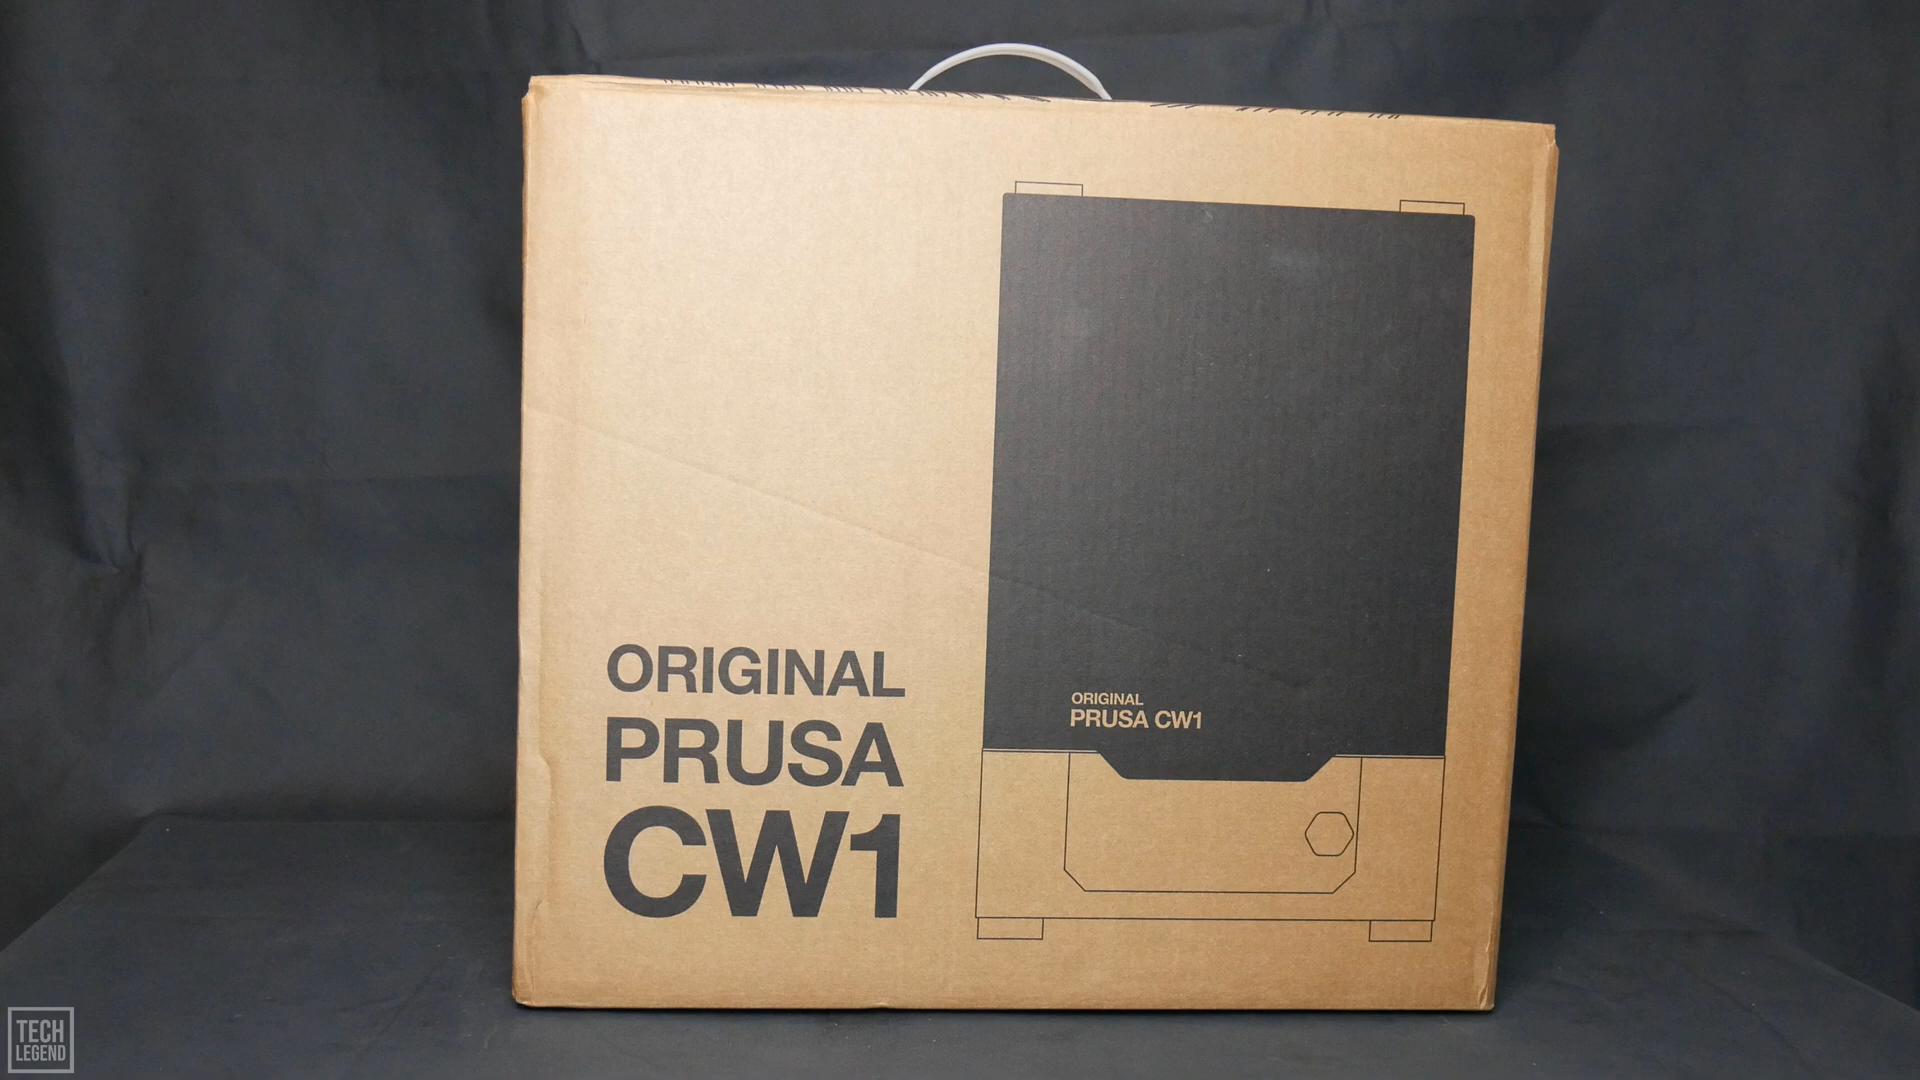 ORIGINAL
PRUSA
CW1
ORIGINAL
PRUSA CW1
TECH
LEGEND